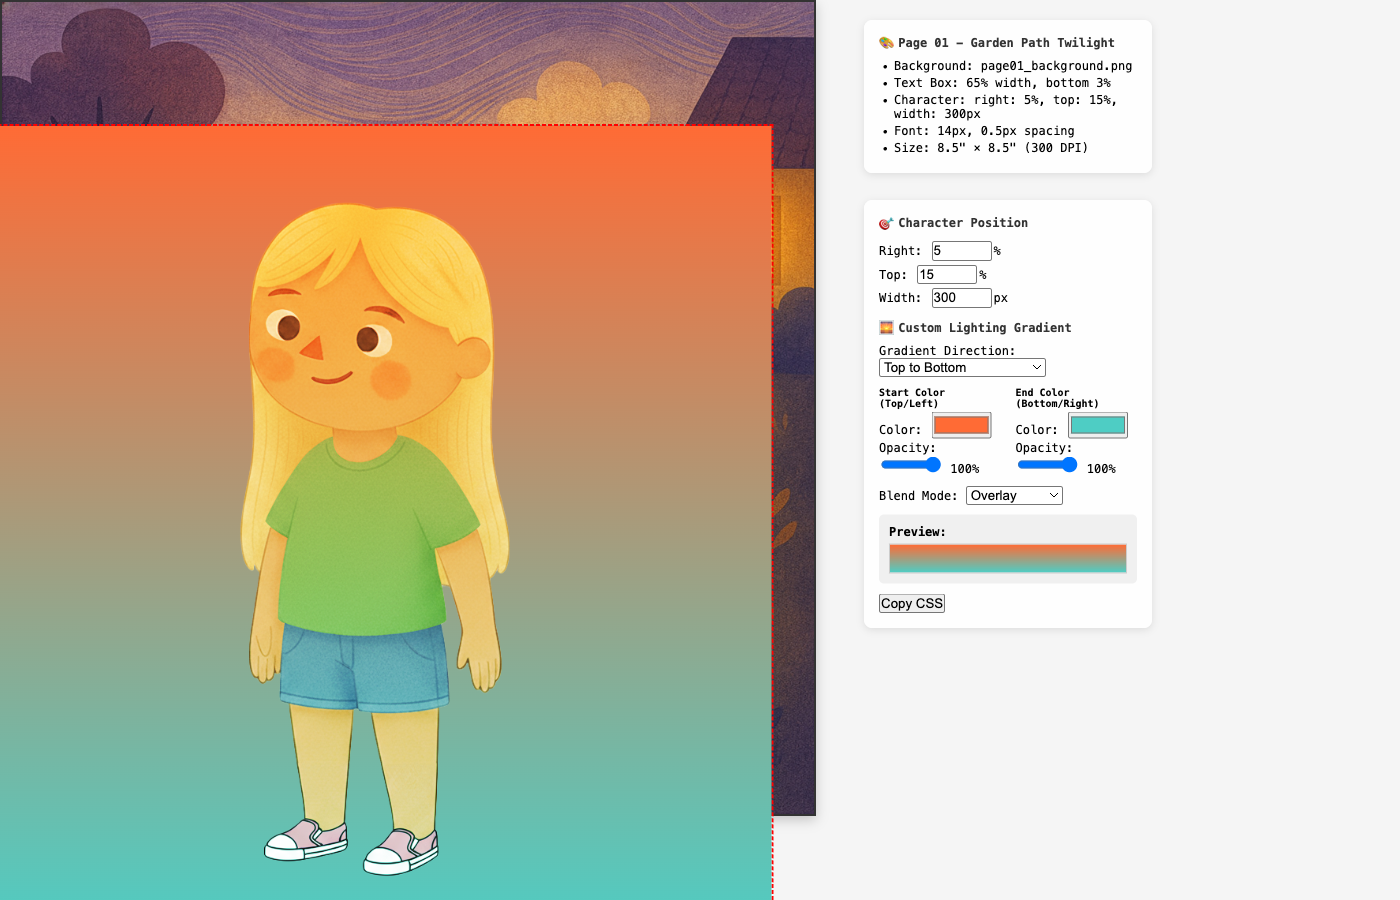 🎨 Page 01 – Garden Path Twilight
• Background: page01_background.png
• Text Box: 65% width, bottom 3%
• Character: right: 5%, top: 15%,
width: 300px
• Font: 14px, 0.5px spacing
• Size: 8.5" × 8.5" (300 DPI)
🎯 Character Position
Right: 5 %
Top: 15 %
Width: 300 px
🌅 Custom Lighting Gradient
Gradient Direction:
Top to Bottom
Start Color End Color
(Top/Left) (Bottom/Right)
Color: Color:
Opacity: Opacity:
100% 100%
Blend Mode: Overlay
Preview:
Copy CSS